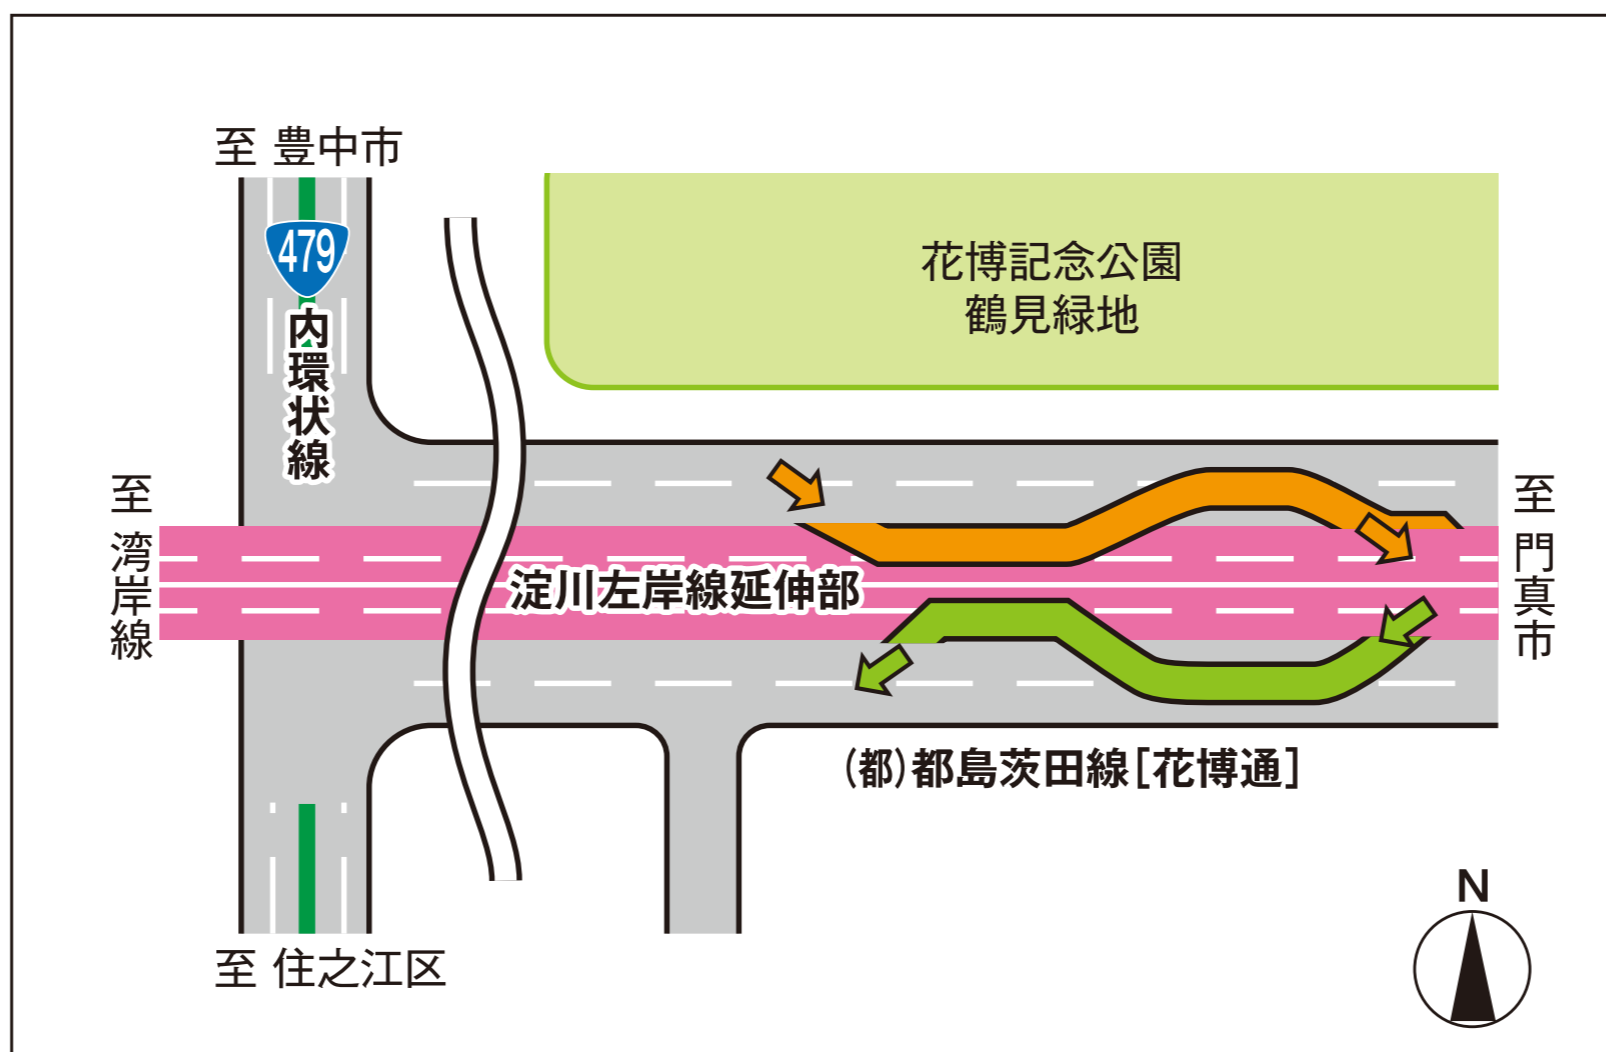 至 豊中市
479
内環状線
花博記念公園
鶴見緑地
至 湾岸線
淀川左岸線延伸部
至 門真市
(都)都島茨田線[花博通]
至 住之江区
N